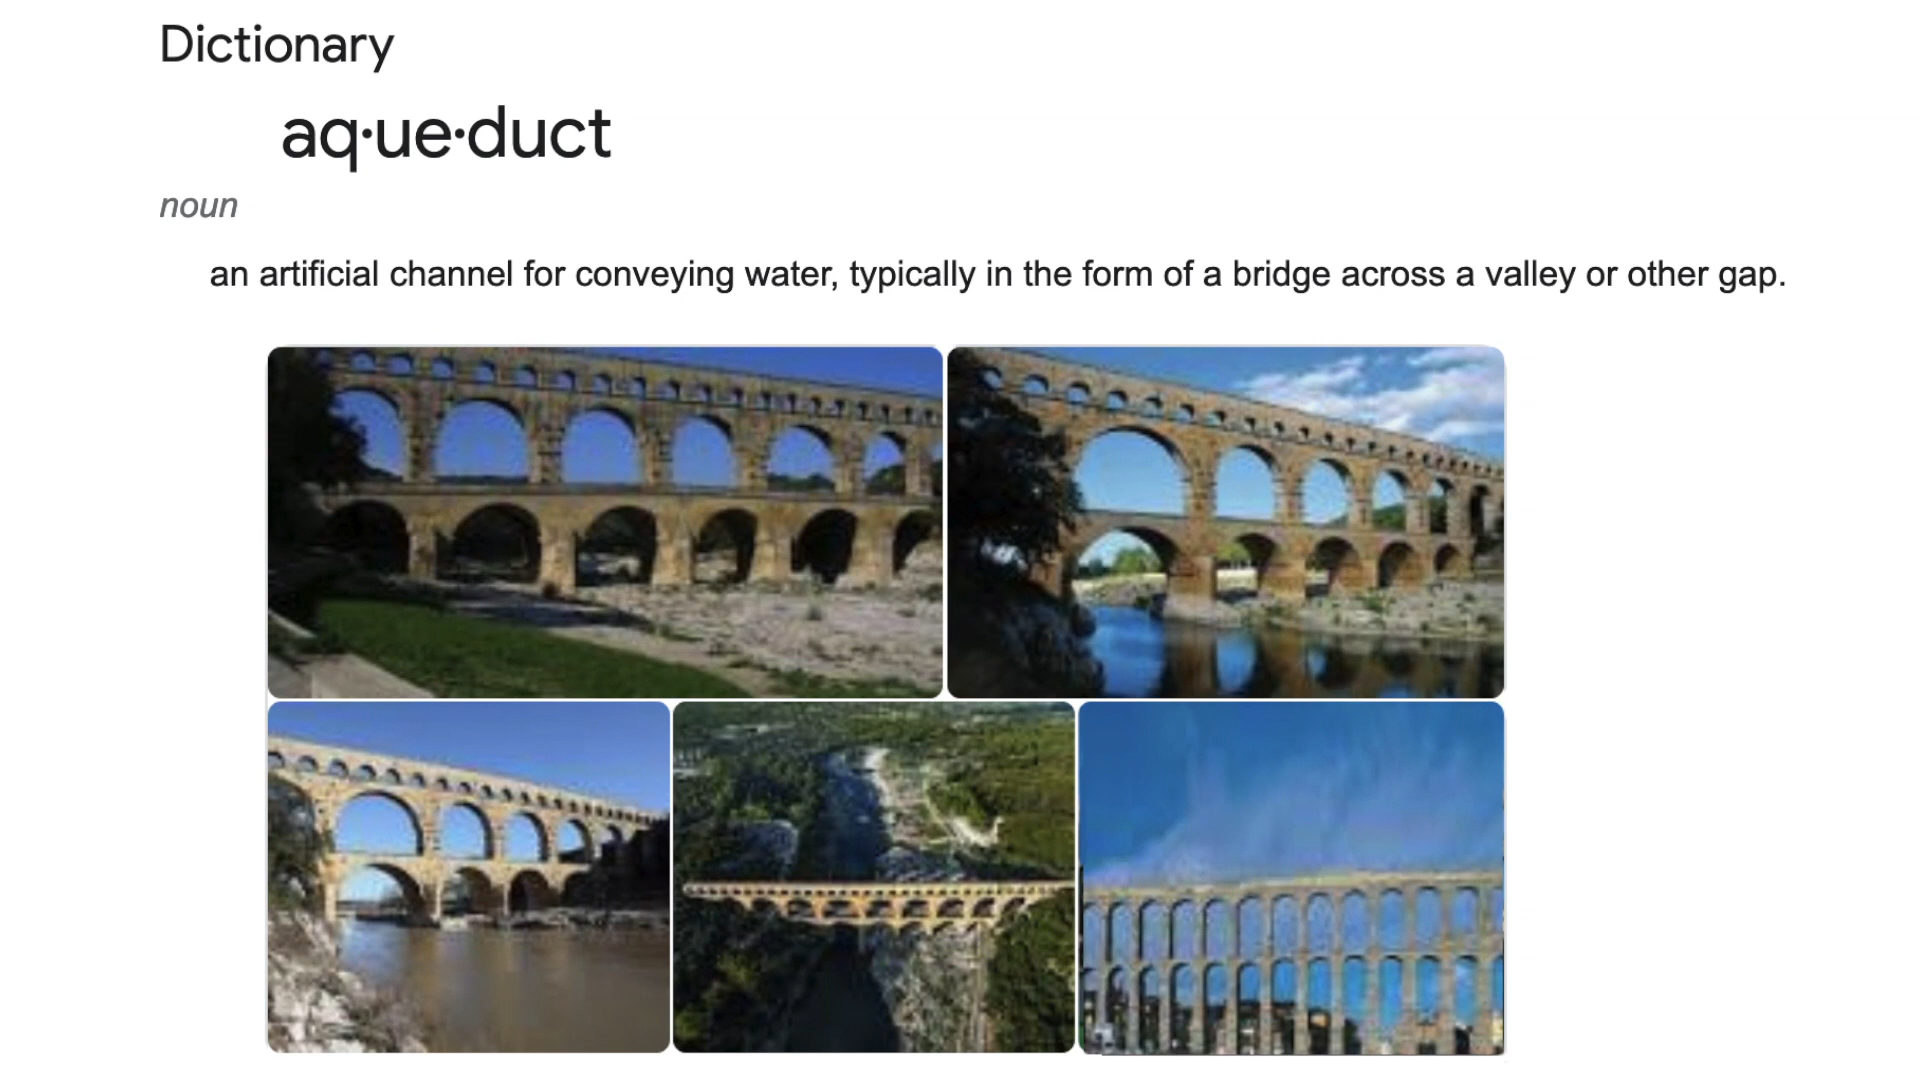 Dictionary
aq·ue·duct
noun
an artificial channel for conveying water, typically in the form of a bridge across a valley or other gap.